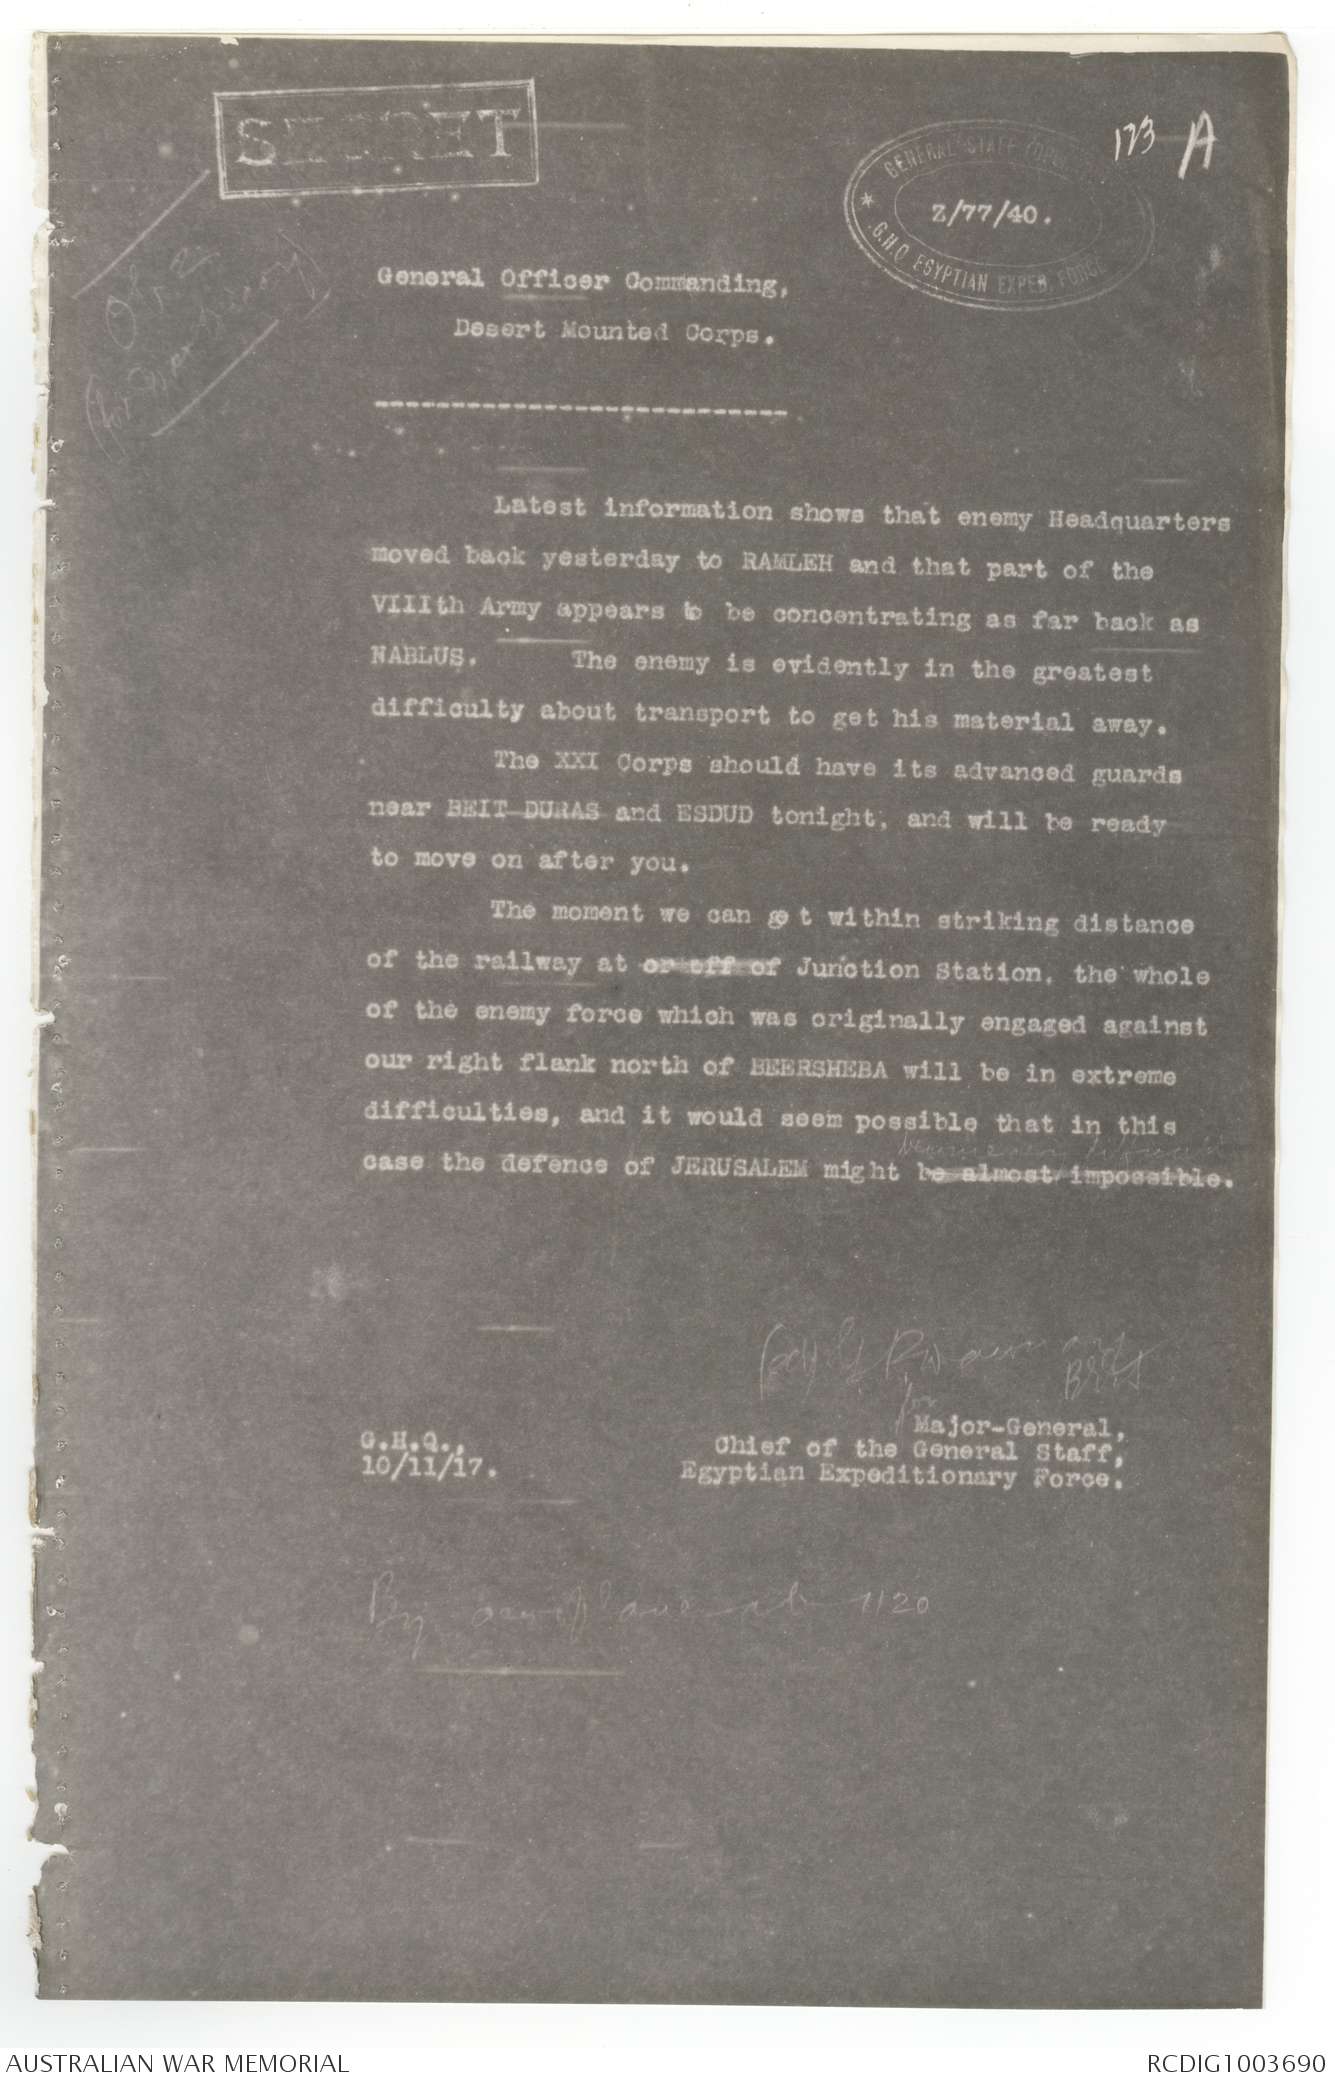 SECRET
123 A
GENERAL STAFF
Z/77/40.
G.H.Q EGYPTIAN EXPED. FORCE
General Officer Commanding,
Desert Mounted Corps.
---------------------------
Latest information shows that enemy Headquarters
moved back yesterday to RAMLEH and that part of the
VIIIth Army appears to be concentrating as far back as
NABLUS. The enemy is evidently in the greatest
difficulty about transport to get his material away.
The XXI Corps should have its advanced guards
near BEIT DURAS and ESDUD tonight, and will be ready
to move on after you.
The moment we can get within striking distance
of the railway at or off of Junction Station, the whole
of the enemy force which was originally engaged against
our right flank north of BEERSHEBA will be in extreme
difficulties, and it would seem possible that in this
case the defence of JERUSALEM might be almost impossible.
for
Major-General,
G.H.Q., Chief of the General Staff,
10/11/17. Egyptian Expeditionary Force.
By aeroplane 1120
AUSTRALIAN WAR MEMORIAL
RCDIG1003690